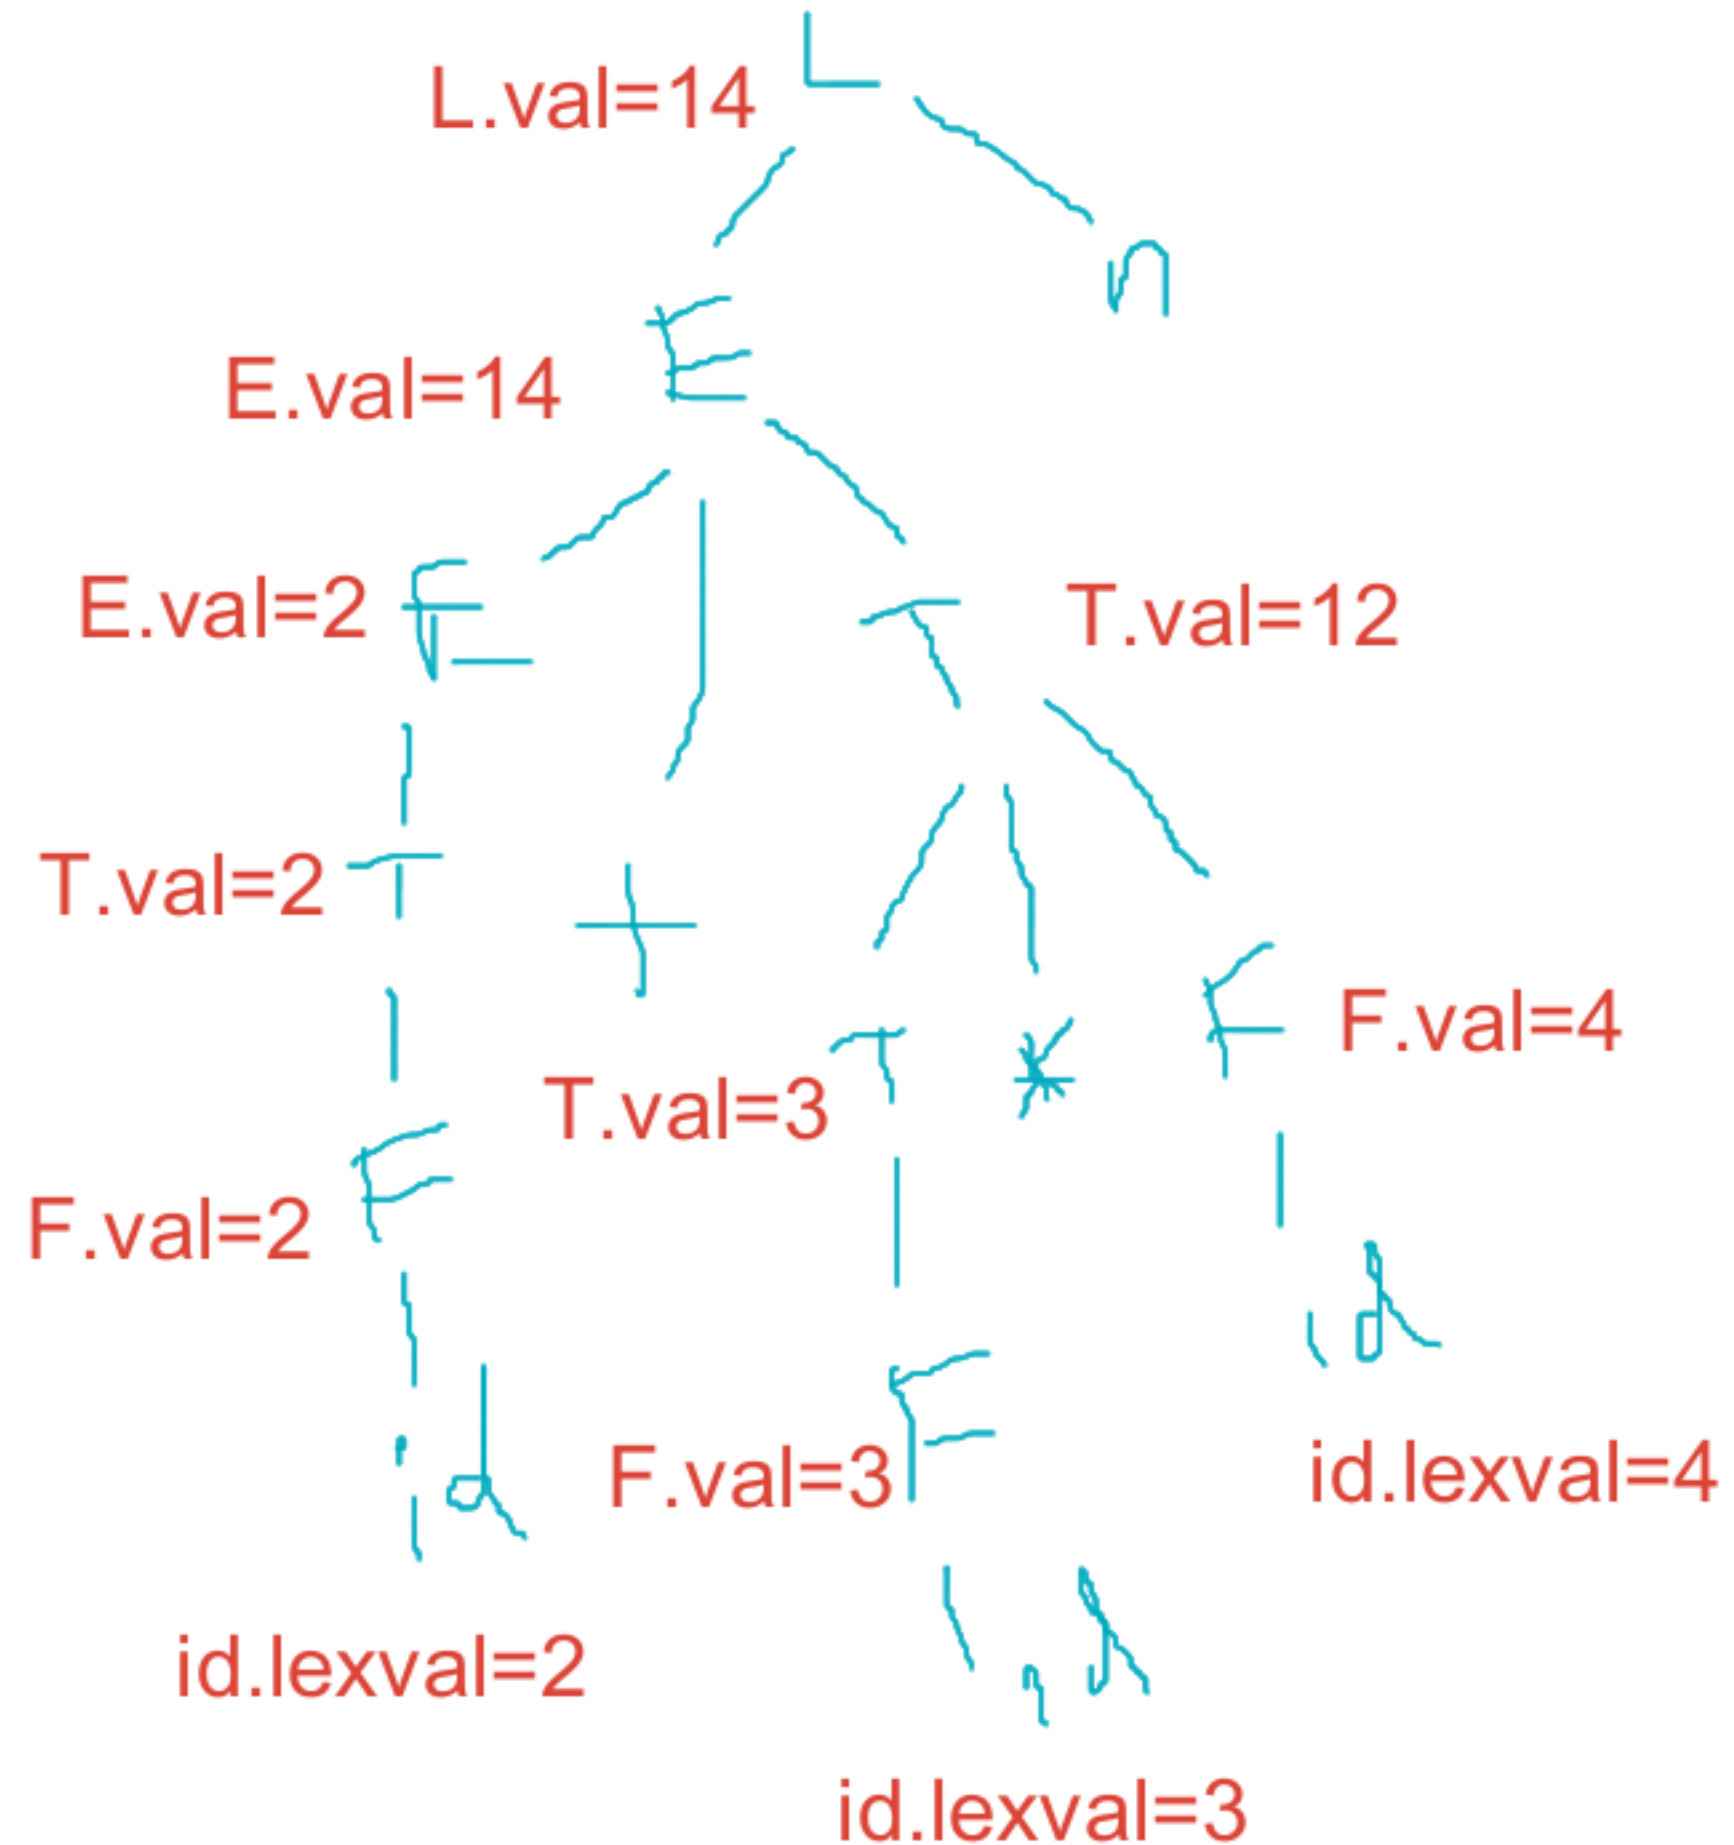 L
L.val=14
n
E
E.val=14
E
E.val=2
T
T.val=12
T
T.val=2
+
F
F.val=4
T
*
T.val=3
F
F.val=2
id
F
F.val=3
id
id.lexval=4
id
id.lexval=2
id.lexval=3